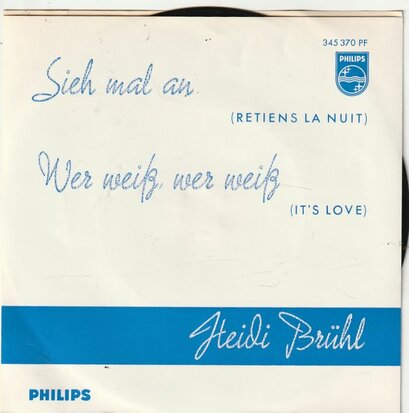 345 370 PF
PHILIPS
Sieh mal an
(RETIENS LA NUIT)
Wer weiß, wer weiß
(IT'S LOVE)
Heidi Brühl
PHILIPS